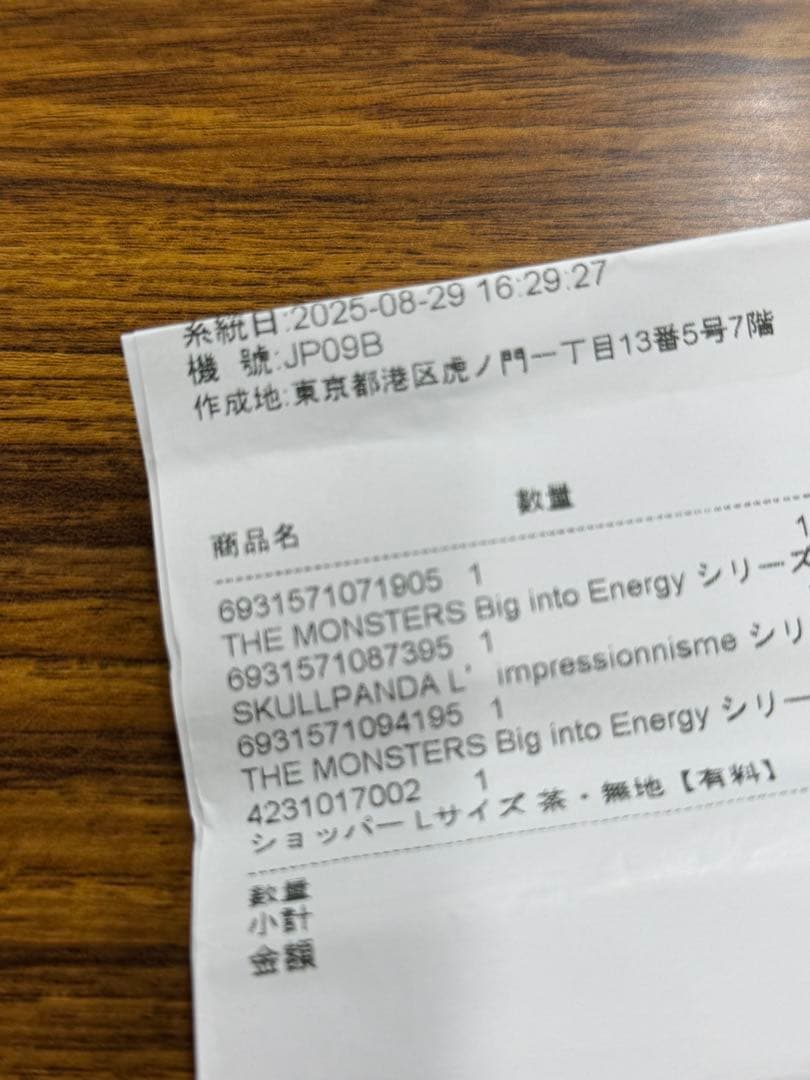 系統日:2025-08-29 16:29:27
機 號:JP09B
作成地:東京都港区虎ノ門一丁目13番5号7階
商品名 数量
6931571071905 1 1
THE MONSTERS Big into Energy シリーズ
6931571087395 1
SKULLPANDA L' impressionnisme シリ
6931571094195 1
THE MONSTERS Big into Energy シリー
4231017002 1
ショッパー Lサイズ 茶・無地【有料】
数量
小計
金額